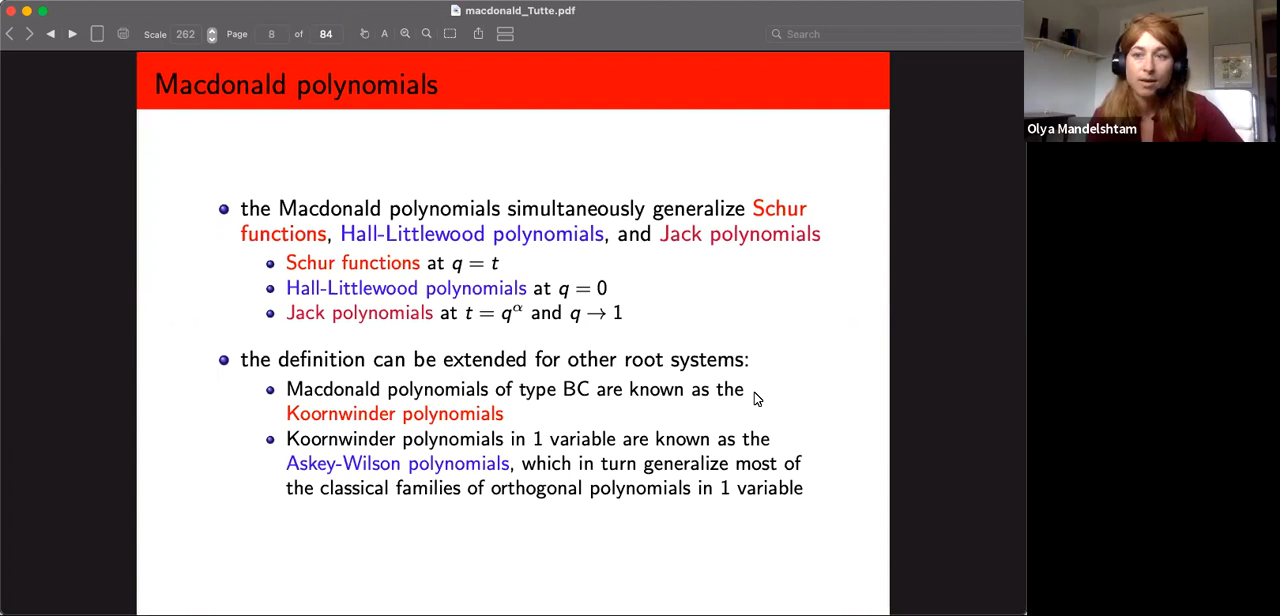 macdonald_Tutte.pdf
Scale 262 Page 8 of 84 A Search
Macdonald polynomials
the Macdonald polynomials simultaneously generalize Schur
functions, Hall-Littlewood polynomials, and Jack polynomials
Schur functions at q = t
Hall-Littlewood polynomials at q = 0
Jack polynomials at t = q^α and q → 1
the definition can be extended for other root systems:
Macdonald polynomials of type BC are known as the
Koornwinder polynomials
Koornwinder polynomials in 1 variable are known as the
Askey-Wilson polynomials, which in turn generalize most of
the classical families of orthogonal polynomials in 1 variable
Olya Mandelshtam